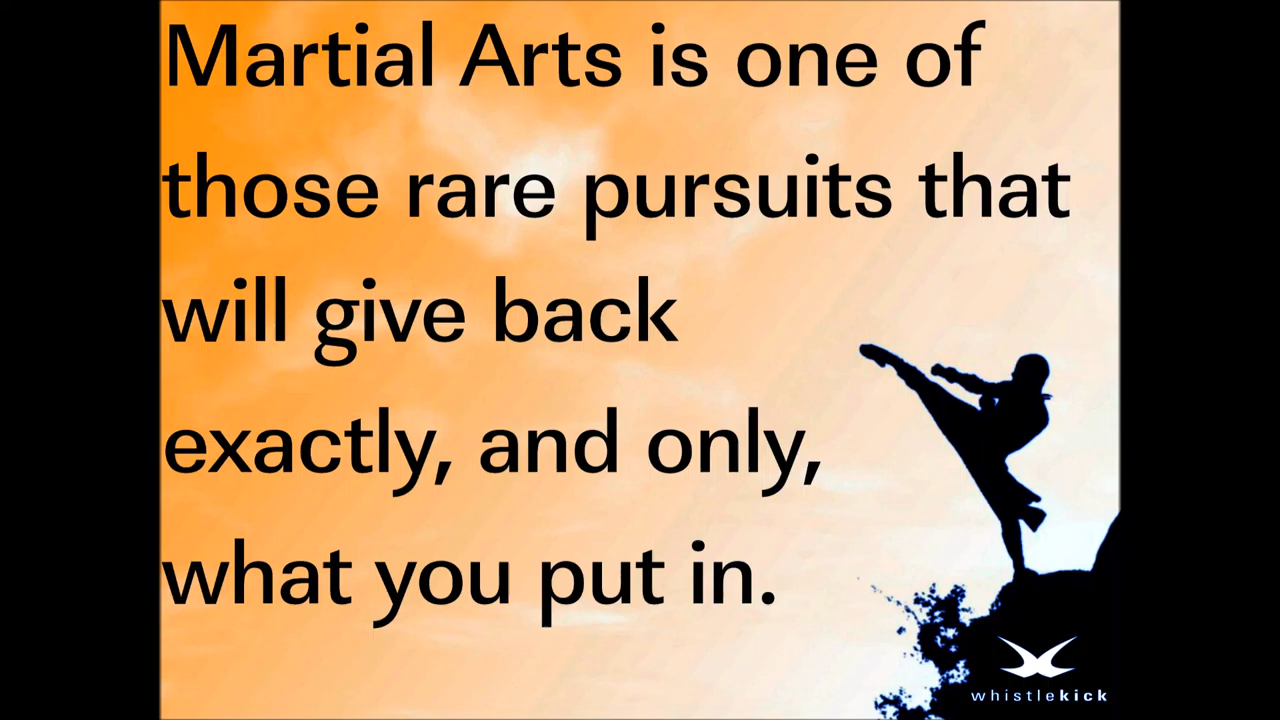 Martial Arts is one of
those rare pursuits that
will give back
exactly, and only,
what you put in.
whistlekick